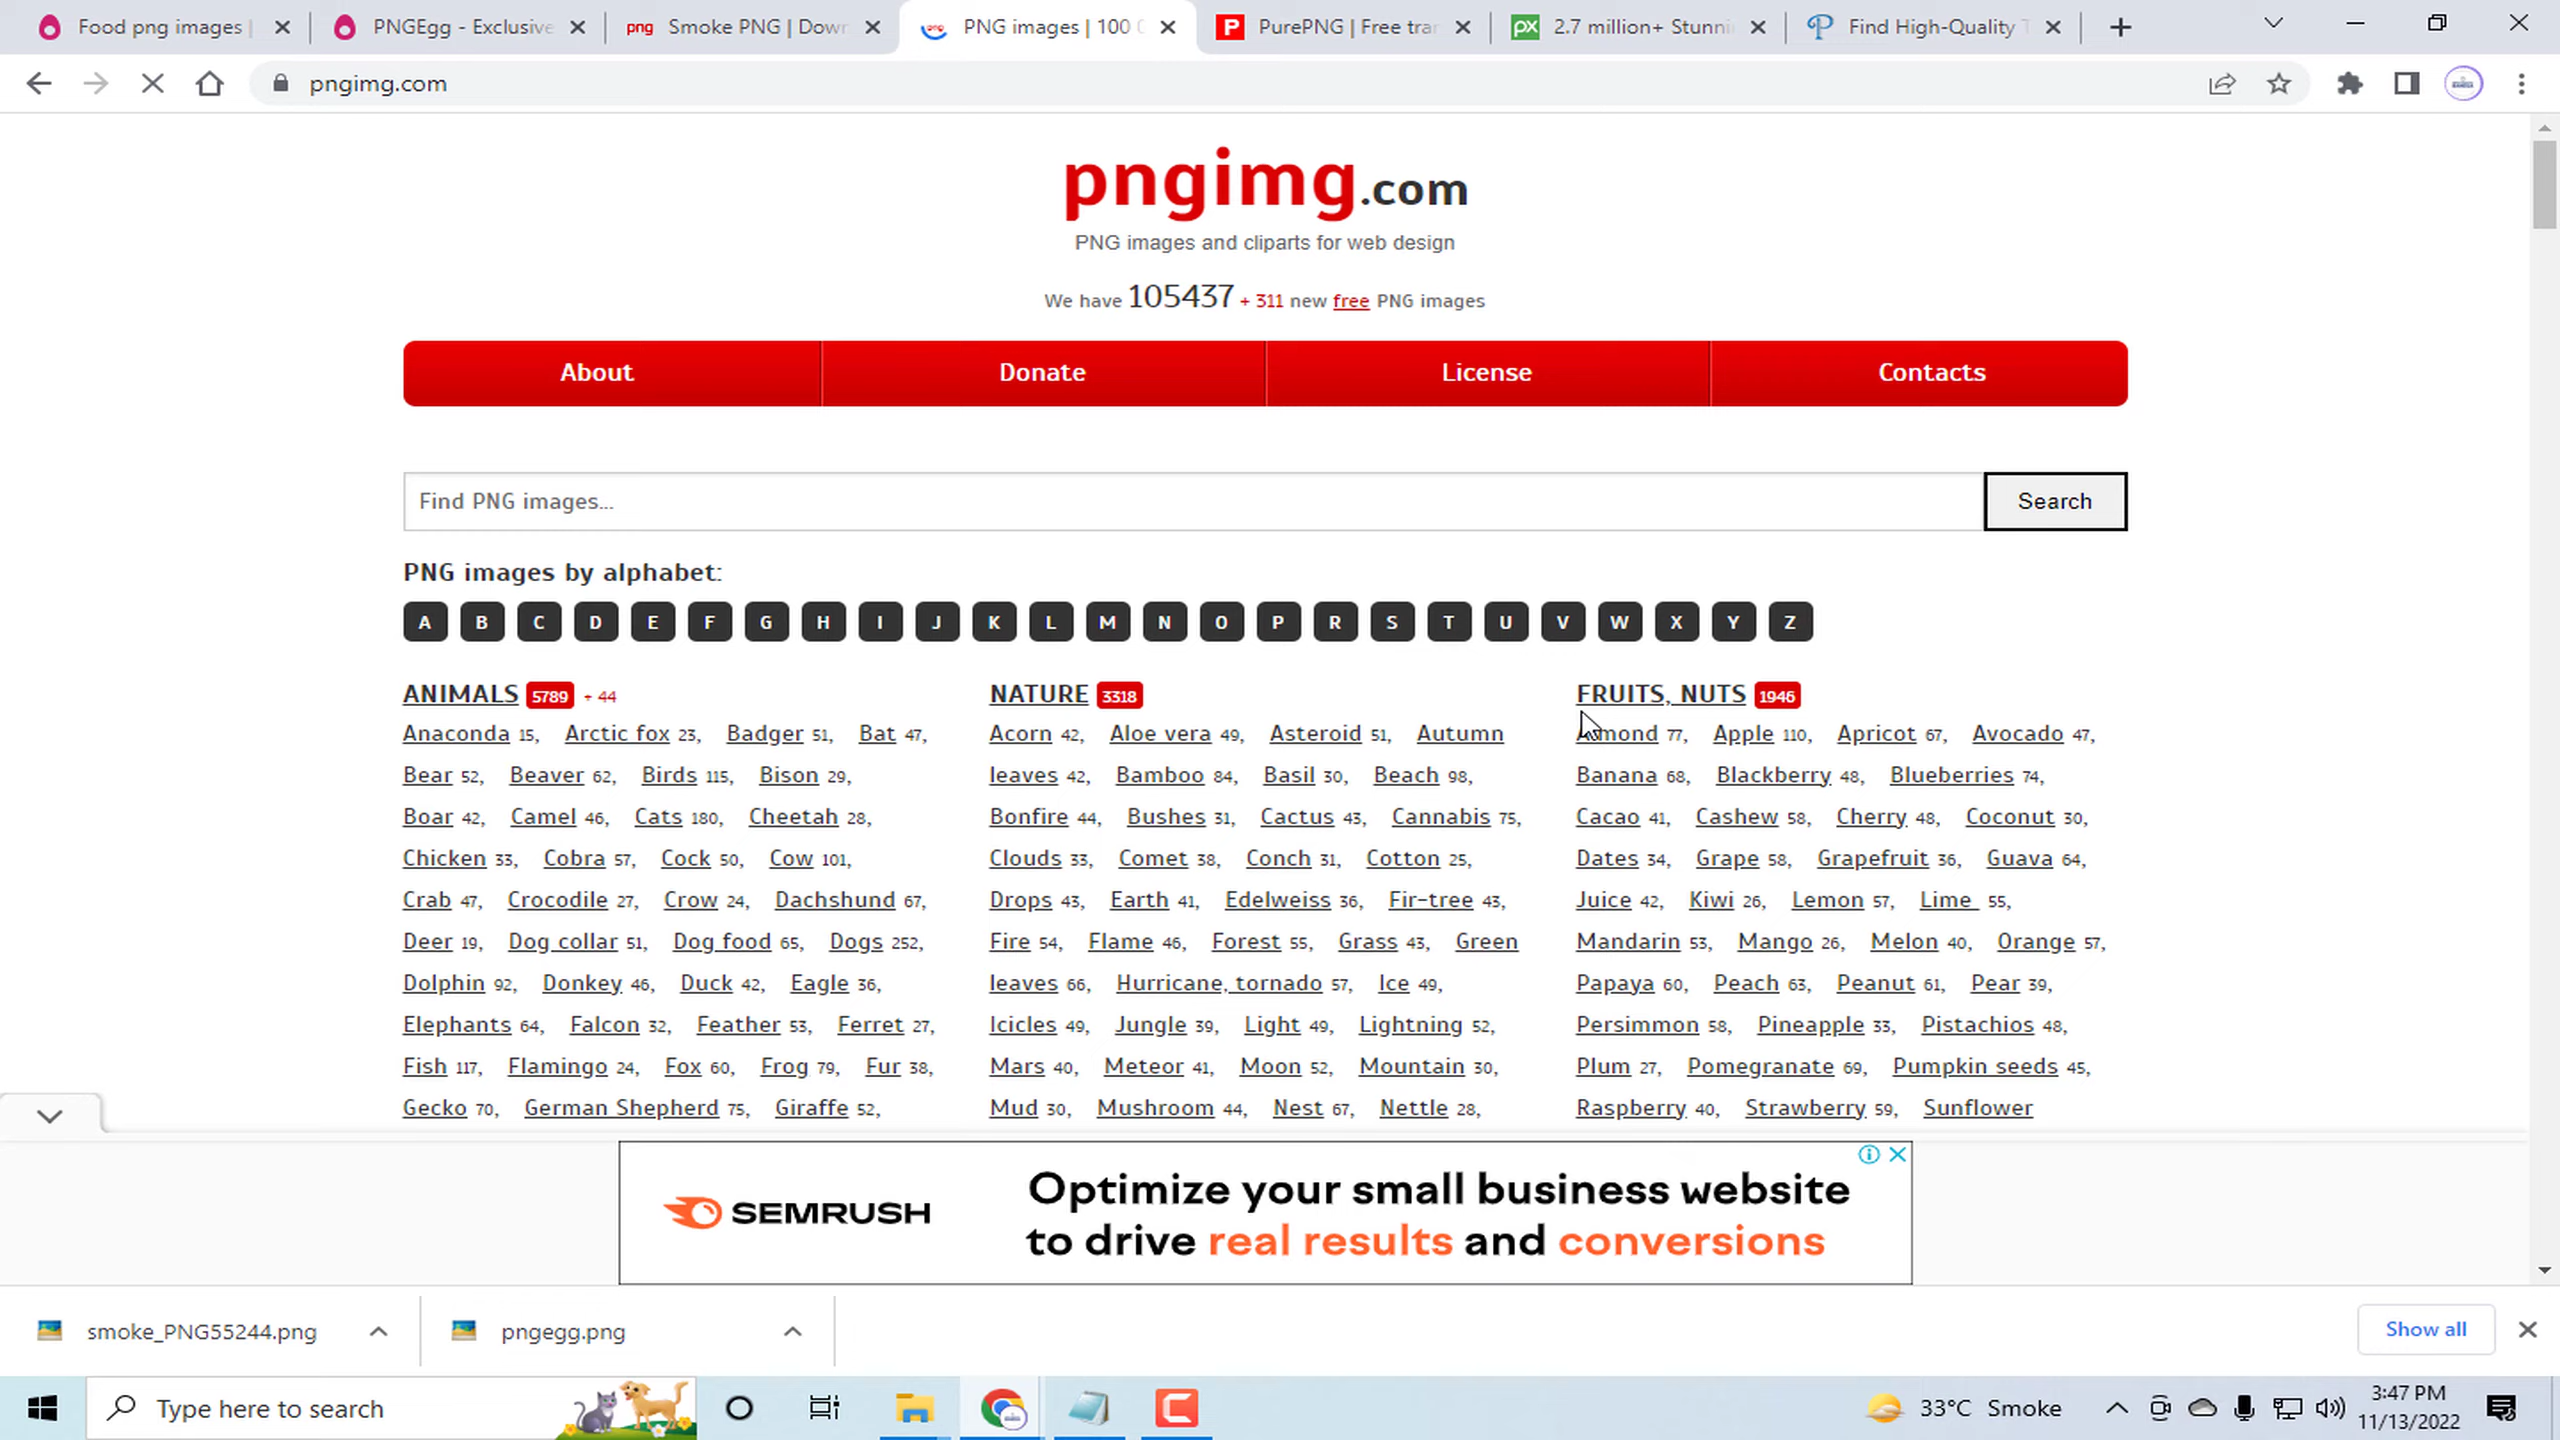 Food png images |
PNGEgg - Exclusive
png Smoke PNG | Down
PNG images | 100 0
P PurePNG | Free tran
px 2.7 million+ Stunni
Find High-Quality T
pngimg.com
pngimg.com
PNG images and cliparts for web design
We have 105437 + 311 new free PNG images
About Donate License Contacts
Find PNG images... Search
PNG images by alphabet:
A B C D E F G H I J K L M N O P R S T U V W X Y Z
ANIMALS 5789 + 44
Anaconda 15, Arctic fox 23, Badger 51, Bat 47,
Bear 52, Beaver 62, Birds 115, Bison 29,
Boar 42, Camel 46, Cats 180, Cheetah 28,
Chicken 33, Cobra 57, Cock 50, Cow 101,
Crab 47, Crocodile 27, Crow 24, Dachshund 67,
Deer 19, Dog collar 51, Dog food 65, Dogs 252,
Dolphin 92, Donkey 46, Duck 42, Eagle 36,
Elephants 64, Falcon 32, Feather 53, Ferret 27,
Fish 117, Flamingo 24, Fox 60, Frog 79, Fur 38,
Gecko 70, German Shepherd 75, Giraffe 52,
NATURE 3318
Acorn 42, Aloe vera 49, Asteroid 51, Autumn
leaves 42, Bamboo 84, Basil 30, Beach 98,
Bonfire 44, Bushes 31, Cactus 43, Cannabis 75,
Clouds 33, Comet 38, Conch 31, Cotton 25,
Drops 43, Earth 41, Edelweiss 36, Fir-tree 43,
Fire 54, Flame 46, Forest 55, Grass 43, Green
leaves 66, Hurricane, tornado 57, Ice 49,
Icicles 49, Jungle 39, Light 49, Lightning 52,
Mars 40, Meteor 41, Moon 52, Mountain 30,
Mud 30, Mushroom 44, Nest 67, Nettle 28,
FRUITS, NUTS 1946
Almond 77, Apple 110, Apricot 67, Avocado 47,
Banana 68, Blackberry 48, Blueberries 74,
Cacao 41, Cashew 58, Cherry 48, Coconut 30,
Dates 34, Grape 58, Grapefruit 36, Guava 64,
Juice 42, Kiwi 26, Lemon 57, Lime 55,
Mandarin 53, Mango 26, Melon 40, Orange 57,
Papaya 60, Peach 63, Peanut 61, Pear 39,
Persimmon 58, Pineapple 33, Pistachios 48,
Plum 27, Pomegranate 69, Pumpkin seeds 45,
Raspberry 40, Strawberry 59, Sunflower
SEMRUSH
Optimize your small business website
to drive real results and conversions
smoke_PNG55244.png
pngegg.png
Show all
Type here to search
33°C Smoke
3:47 PM
11/13/2022